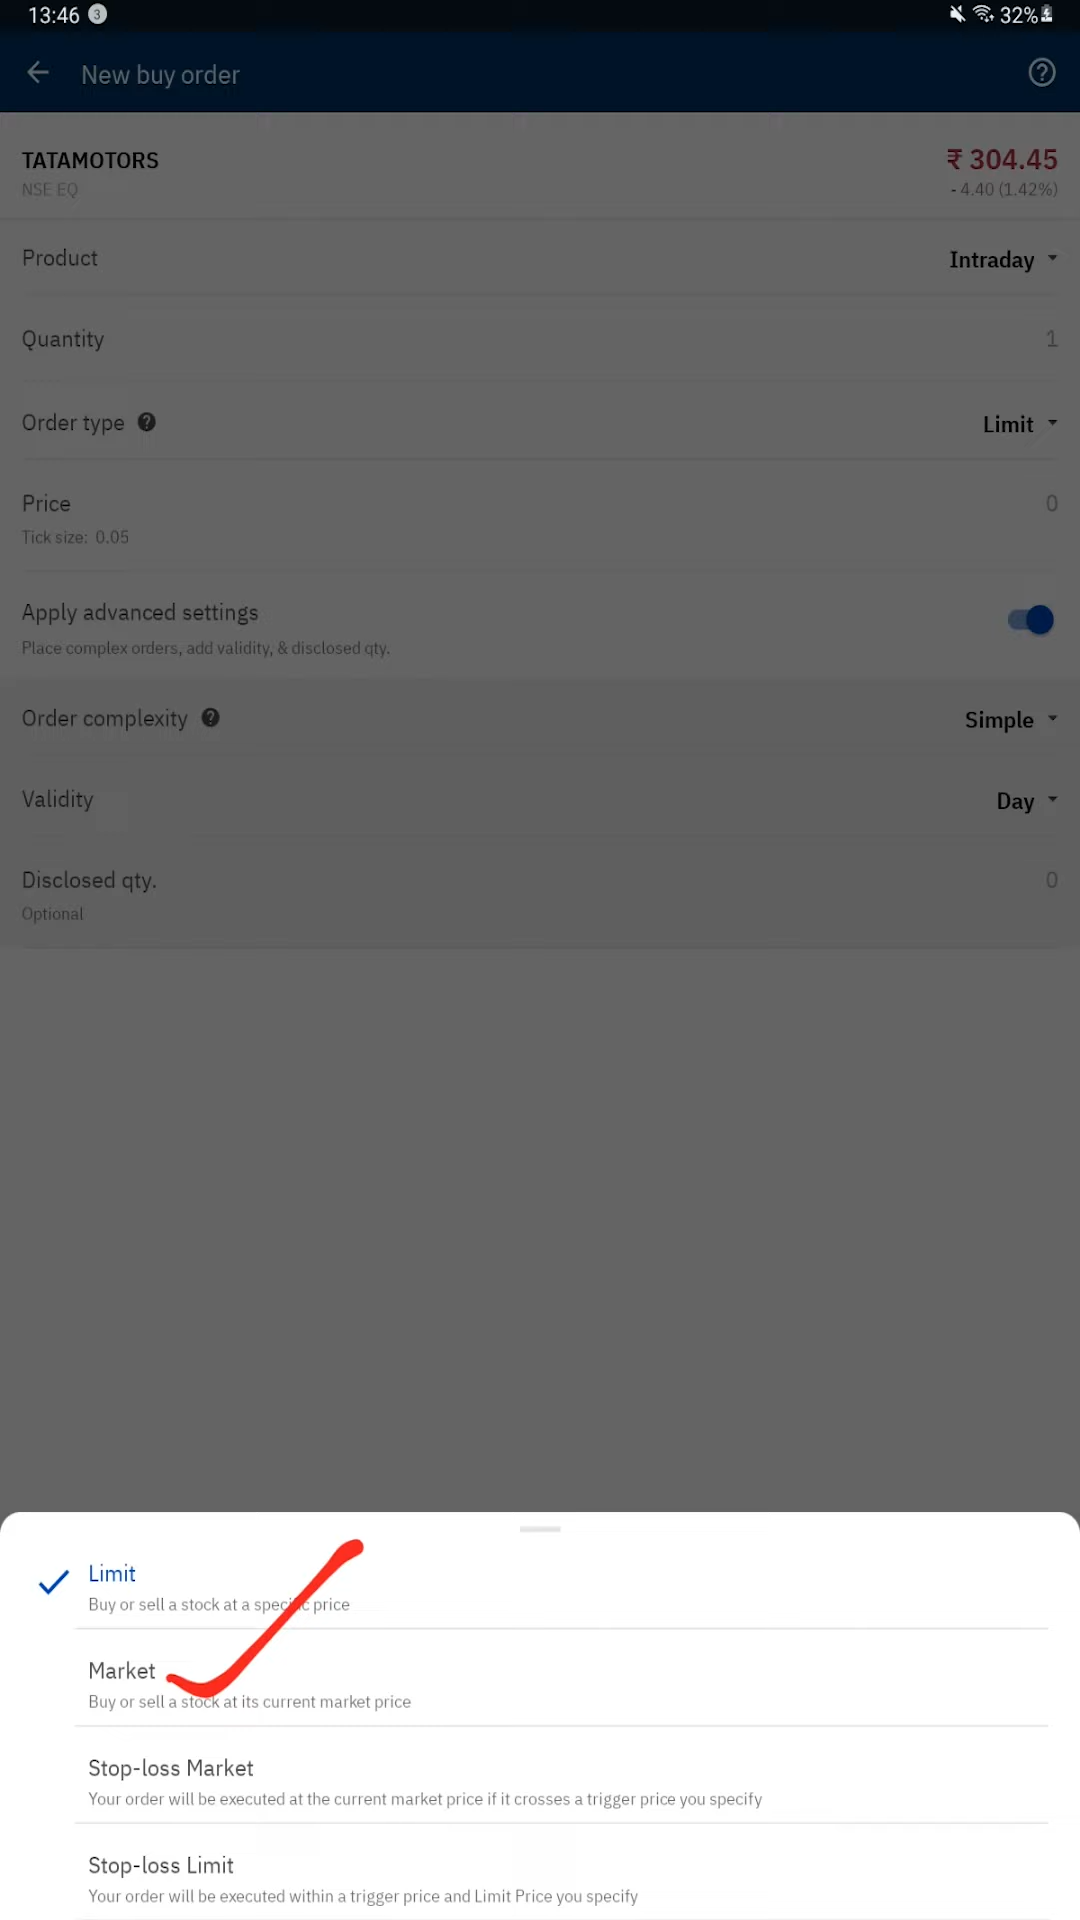 13:46 3 32%
New buy order
TATAMOTORS ₹ 304.45
NSE EQ - 4.40 (1.42%)
Product Intraday
Quantity 1
Order type ? Limit
Price 0
Tick size: 0.05
Apply advanced settings
Place complex orders, add validity, & disclosed qty.
Order complexity ? Simple
Validity Day
Disclosed qty. 0
Optional
Limit
Buy or sell a stock at a specific price
Market
Buy or sell a stock at its current market price
Stop-loss Market
Your order will be executed at the current market price if it crosses a trigger price you specify
Stop-loss Limit
Your order will be executed within a trigger price and Limit Price you specify